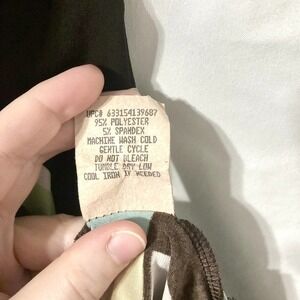 UPC# 633154139687
95% POLYESTER
5% SPANDEX
MACHINE WASH COLD
GENTLE CYCLE
DO NOT BLEACH
TUMBLE DRY LOW
COOL IRON IF NEEDED